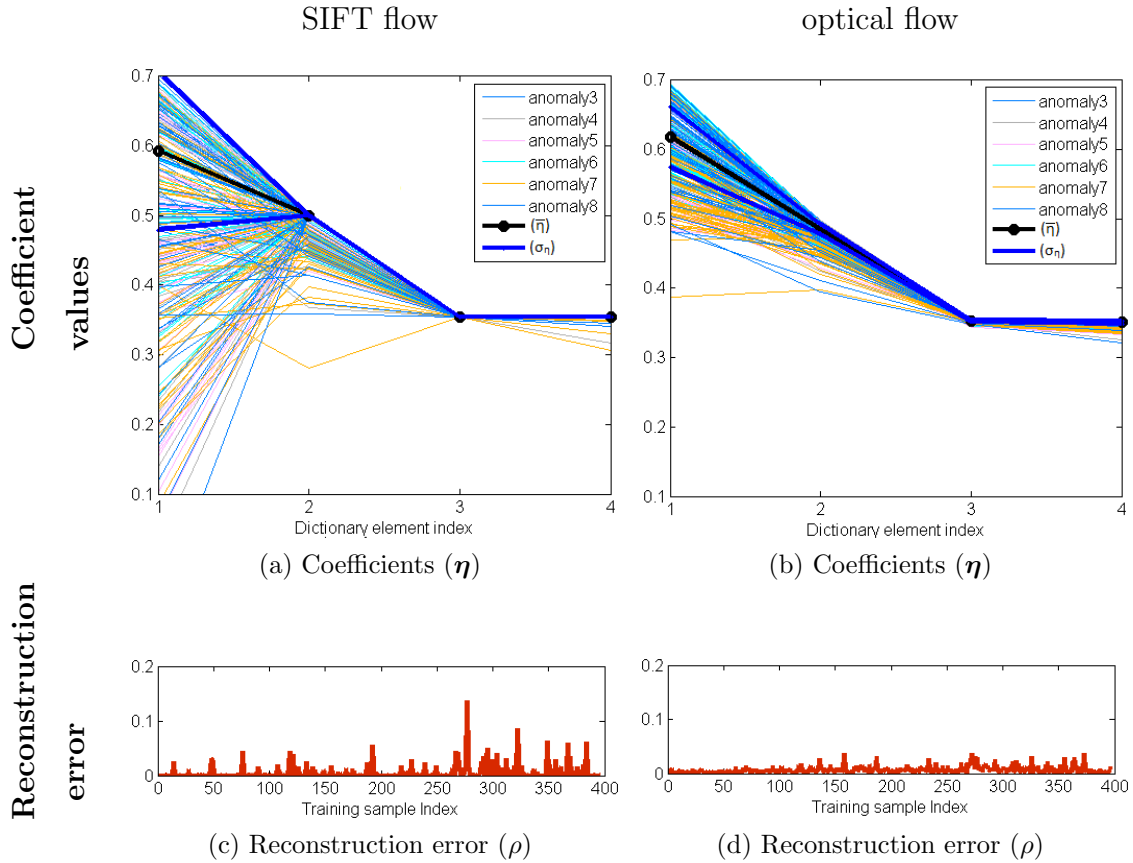 SIFT flow
optical flow
Coefficient
values
0.7
0.6
0.5
0.4
0.3
0.2
0.1
1
2
3
4
Dictionary element index
anomaly3
anomaly4
anomaly5
anomaly6
anomaly7
anomaly8
(η̅)
(ση)
(a) Coefficients (η)
0.7
0.6
0.5
0.4
0.3
0.2
0.1
1
2
3
4
Dictionary element index
anomaly3
anomaly4
anomaly5
anomaly6
anomaly7
anomaly8
(η̅)
(ση)
(b) Coefficients (η)
Reconstruction
error
0.2
0.1
0
0
50
100
150
200
250
300
350
400
Training sample Index
(c) Reconstruction error (ρ)
0.2
0.1
0
0
50
100
150
200
250
300
350
400
Training sample Index
(d) Reconstruction error (ρ)